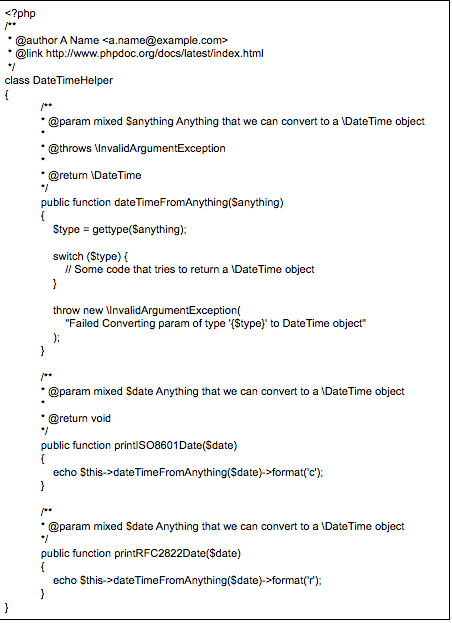 <?php
/**
* @author A Name <a.name@example.com>
* @link http://www.phpdoc.org/docs/latest/index.html
*/
class DateTimeHelper
{
/**
* @param mixed $anything Anything that we can convert to a \DateTime object
*
* @throws \InvalidArgumentException
*
* @return \DateTime
*/
public function dateTimeFromAnything($anything)
{
$type = gettype($anything);
switch ($type) {
// Some code that tries to return a \DateTime object
}
throw new \InvalidArgumentException(
"Failed Converting param of type '{$type}' to DateTime object"
);
}
/**
* @param mixed $date Anything that we can convert to a \DateTime object
*
* @return void
*/
public function printISO8601Date($date)
{
echo $this->dateTimeFromAnything($date)->format('c');
}
/**
* @param mixed $date Anything that we can convert to a \DateTime object
*/
public function printRFC2822Date($date)
{
echo $this->dateTimeFromAnything($date)->format('r');
}
}